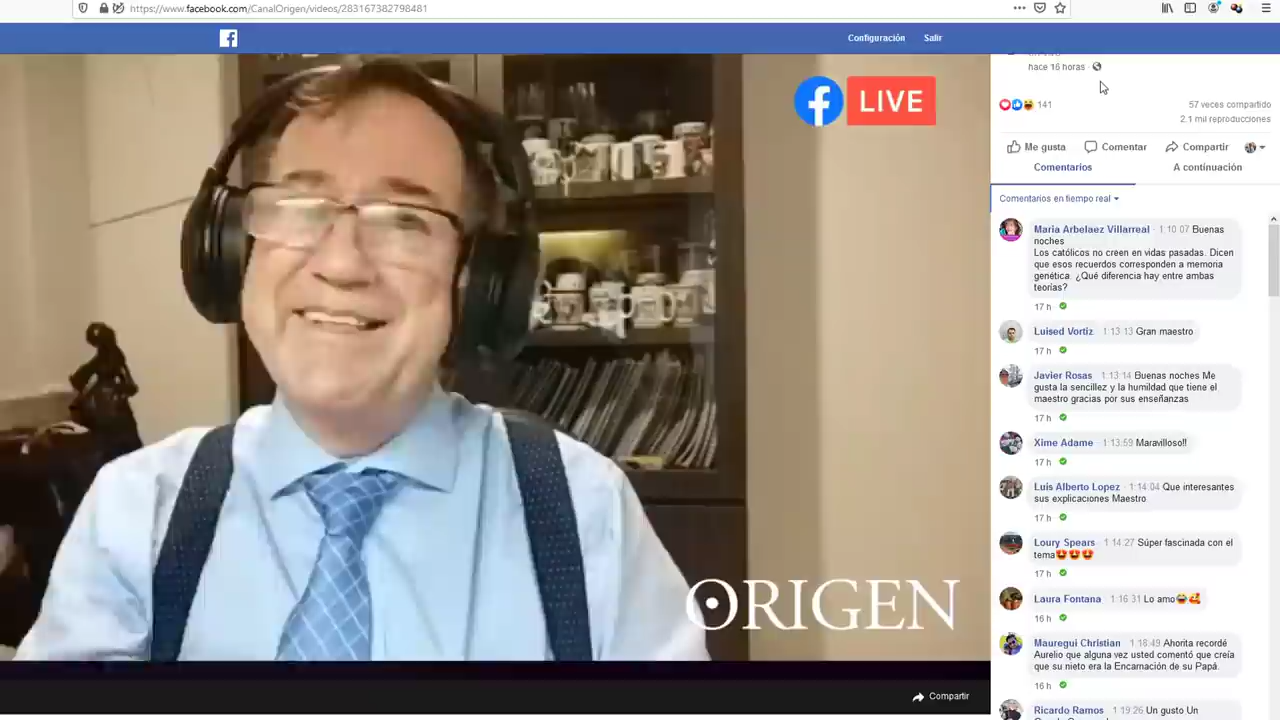 https://www.facebook.com/CanalOrigen/videos/283167382798481
Configuración
Salir
LIVE
ORIGEN
Compartir
hace 16 horas ·
141
57 veces compartido
2.1 mil reproducciones
Me gusta
Comentar
Compartir
Comentarios
A continuación
Comentarios en tiempo real
Maria Arbelaez Villarreal 1:10:07 Buenas
noches
Los católicos no creen en vidas pasadas. Dicen
que esos recuerdos corresponden a memoria
genética. ¿Qué diferencia hay entre ambas
teorías?
17 h
Luised Vortiz 1:13:13 Gran maestro
17 h
Javier Rosas 1:13:14 Buenas noches Me
gusta la sencillez y la humildad que tiene el
maestro gracias por sus enseñanzas
17 h
Xime Adame 1:13:59 Maravilloso!!
17 h
Luis Alberto Lopez 1:14:04 Que interesantes
sus explicaciones Maestro
17 h
Loury Spears 1:14:27 Súper fascinada con el
tema🤩🤩🤩
17 h
Laura Fontana 1:16:31 Lo amo😂🥰
16 h
Mauregui Christian 1:18:49 Ahorita recordé
Aurelio que alguna vez usted comentó que creía
que su nieto era la Encarnación de su Papá.
16 h
Ricardo Ramos 1:19:26 Un gusto Un